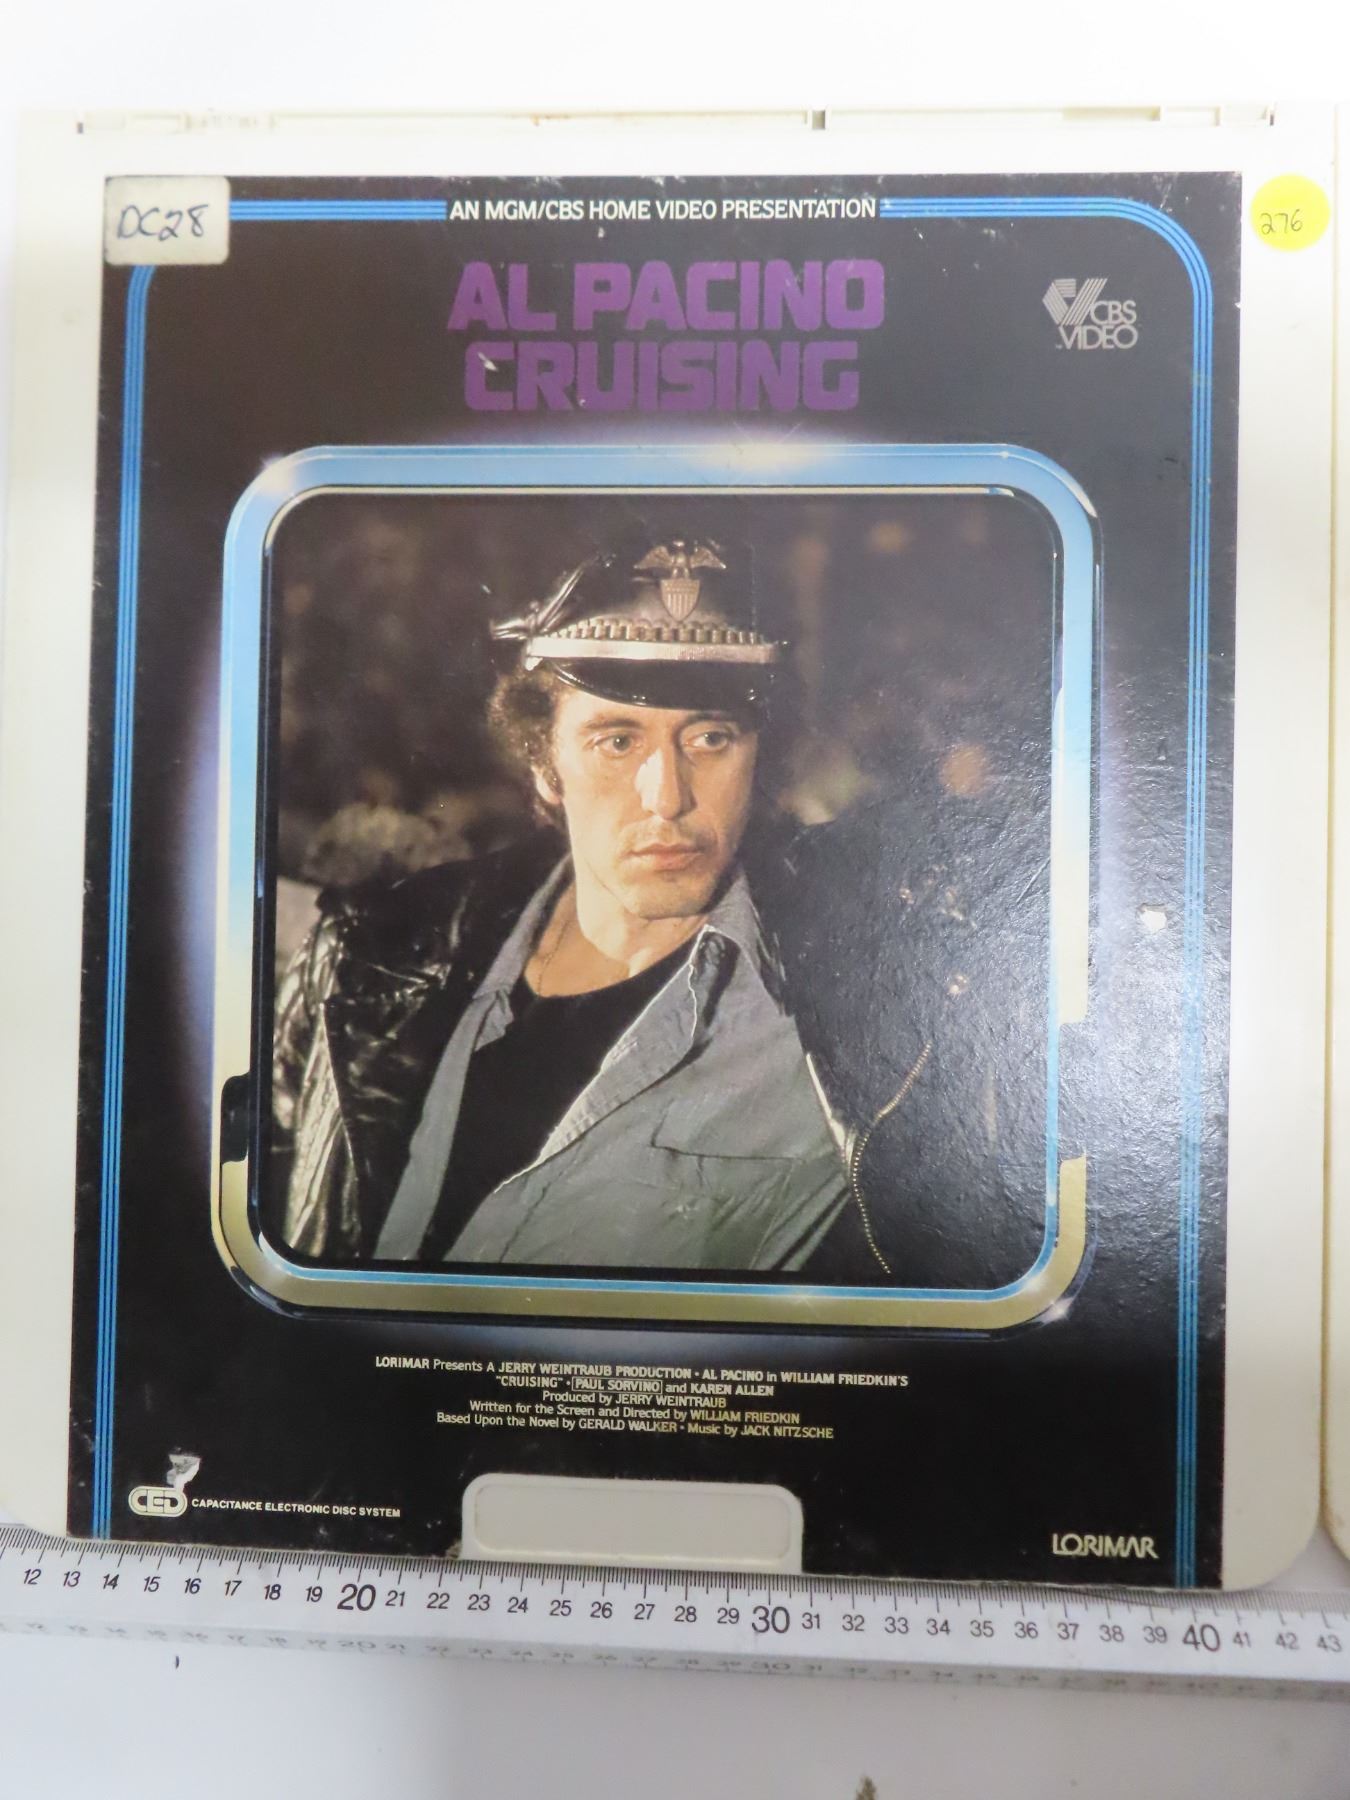 DC28
AN MGM/CBS HOME VIDEO PRESENTATION
276
AL PACINO
CRUISING
CBS
VIDEO
LORIMAR Presents A JERRY WEINTRAUB PRODUCTION • AL PACINO in WILLIAM FRIEDKIN'S
"CRUISING" • PAUL SORVINO and KAREN ALLEN
Produced by JERRY WEINTRAUB
Written for the Screen and Directed by WILLIAM FRIEDKIN
Based Upon the Novel by GERALD WALKER • Music by JACK NITZSCHE
CED CAPACITANCE ELECTRONIC DISC SYSTEM
LORIMAR
12 13 14 15 16 17 18 19 20 21 22 23 24 25 26 27 28 29 30 31 32 33 34 35 36 37 38 39 40 41 42 43